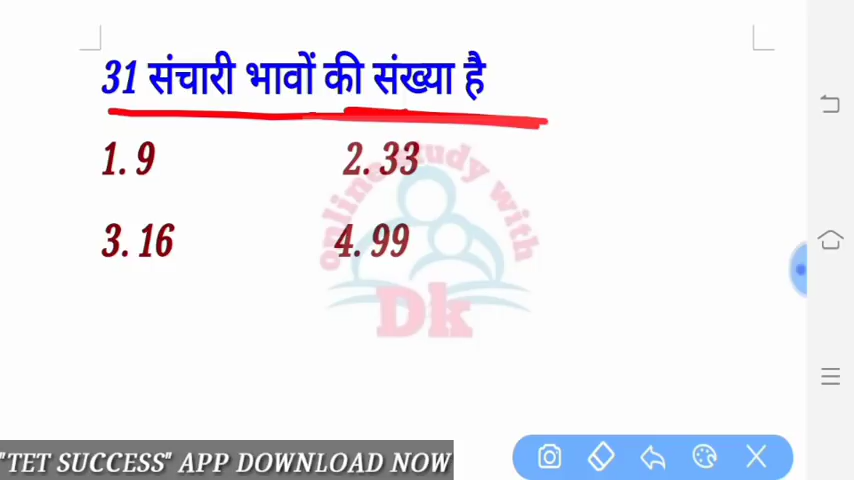 31 संचारी भावों की संख्या है
1. 9 2. 33
3. 16 4. 99
online study with
Dk
"TET SUCCESS" APP DOWNLOAD NOW